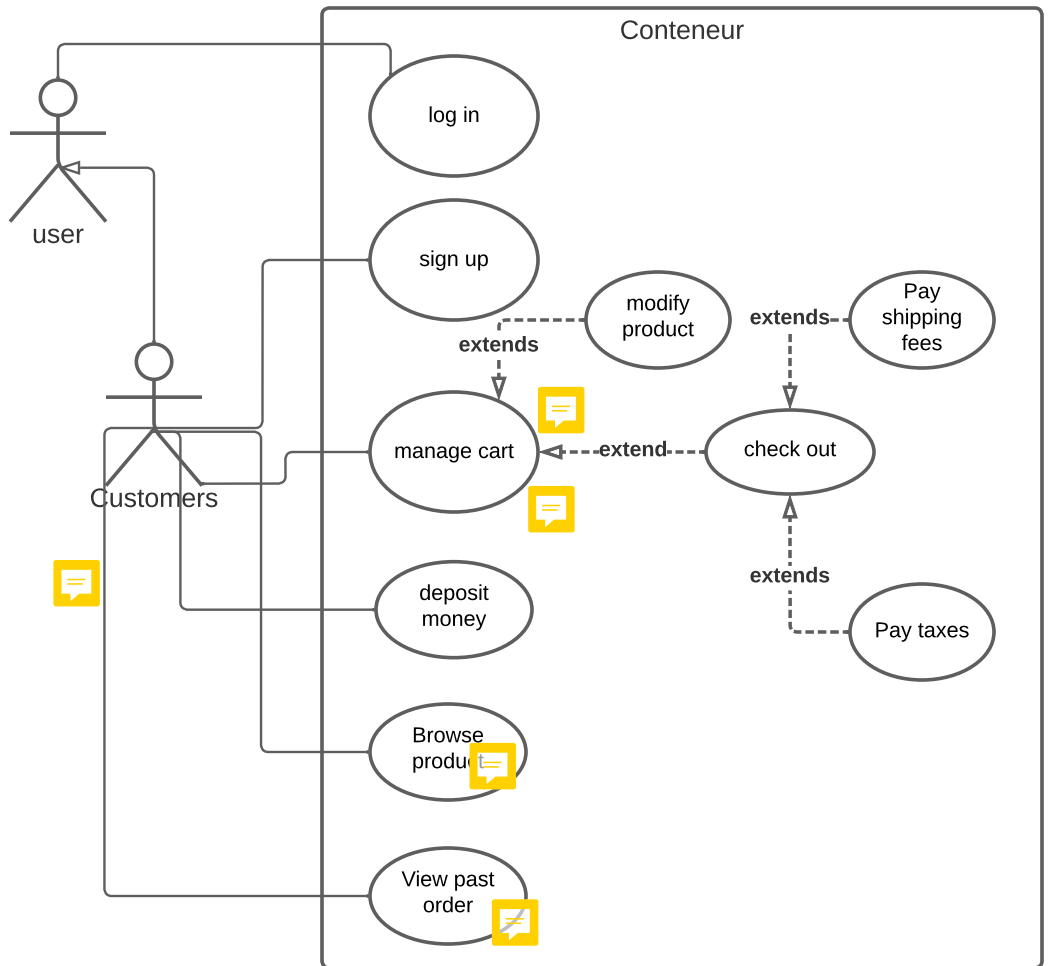 Conteneur
log in
user
sign up
modify
product
extends
Pay
shipping
fees
extends
manage cart
extend
check out
Customers
extends
deposit
money
Pay taxes
Browse
product
View past
order